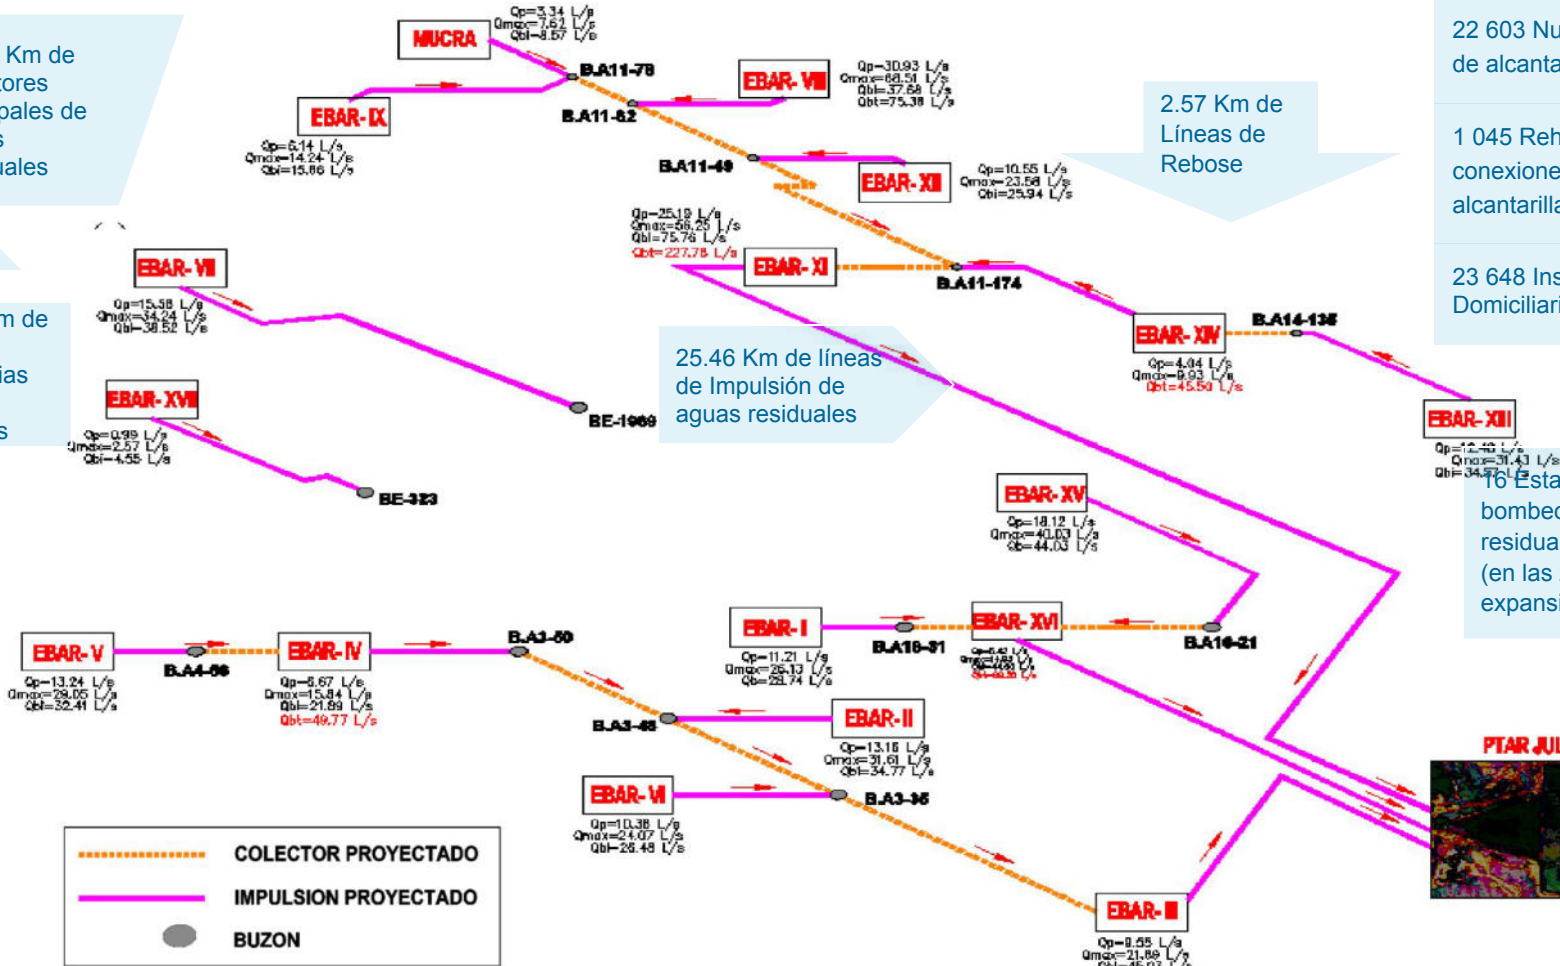 Km de
tores
pales de
s
uales
m de
ias
s
MUCRA
Qp=3.34 L/s
Qmax=7.62 L/s
Qbi=8.57 L/s
B.A11-78
EBAR-IX
Qp=6.14 L/s
Qmax=14.24 L/s
Qbi=15.86 L/s
B.A11-62
EBAR-VIII
Qp=30.93 L/s
Qmax=68.51 L/s
Qbi=37.68 L/s
Qbt=75.38 L/s
B.A11-49
EBAR-XII
Qp=10.55 L/s
Qmax=23.58 L/s
Qbi=25.94 L/s
2.57 Km de
Líneas de
Rebose
22 603 Nu
de alcanta
1 045 Reh
conexione
alcantarilla
23 648 Ins
Domiciliari
Qp=25.19 L/s
Qmax=56.25 L/s
Qbi=75.76 L/s
Qbt=227.78 L/s
EBAR-XI
B.A11-174
EBAR-VII
Qp=15.58 L/s
Qmax=34.24 L/s
Qbi=38.52 L/s
BE-1969
EBAR-XIV
Qp=4.04 L/s
Qmax=9.93 L/s
Qbt=45.50 L/s
B.A14-135
25.46 Km de líneas
de Impulsión de
aguas residuales
EBAR-XVII
Qp=0.99 L/s
Qmax=2.57 L/s
Qbi=4.55 L/s
BE-323
EBAR-XIII
Qmax=31.43 L/s
16 Esta
bombeo
residua
(en las
expansi
EBAR-XV
Qp=18.12 L/s
Qmax=40.03 L/s
Qb=44.03 L/s
EBAR-V
Qp=13.24 L/s
Qmax=29.05 L/s
Qbi=32.41 L/s
B.A4-66
EBAR-IV
Qp=6.67 L/s
Qmax=15.84 L/s
Qbi=21.89 L/s
Qbt=49.77 L/s
B.A3-60
EBAR-I
Qp=11.21 L/s
Qmax=26.13 L/s
Qb=28.74 L/s
B.A16-31
EBAR-XVI
B.A16-21
B.A3-48
EBAR-II
Qp=13.16 L/s
Qmax=31.61 L/s
Qbi=34.77 L/s
EBAR-VI
Qp=10.38 L/s
Qmax=24.07 L/s
Qbi=26.48 L/s
B.A3-35
PTAR JUL
EBAR-III
Qp=9.55 L/s
Qmax=21.89 L/s
COLECTOR PROYECTADO
IMPULSION PROYECTADO
BUZON